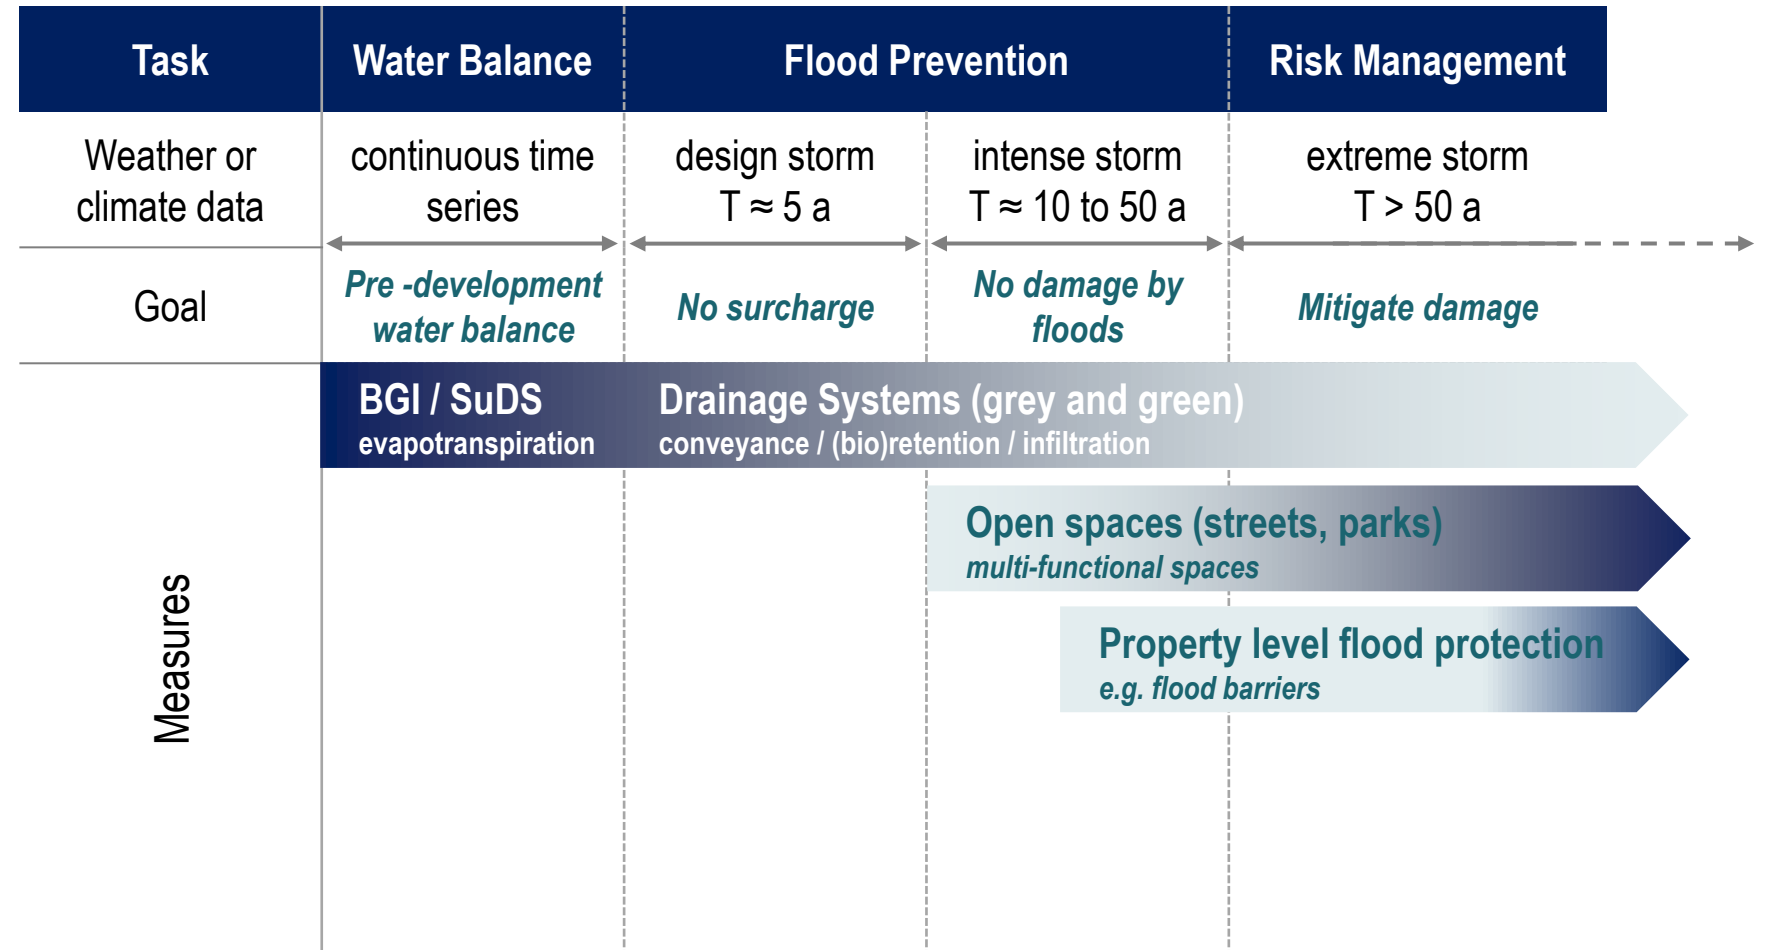 Task
Water Balance
Flood Prevention
Risk Management
Weather or
climate data
continuous time
series
design storm
T ≈ 5 a
intense storm
T ≈ 10 to 50 a
extreme storm
T > 50 a
Goal
Pre -development
water balance
No surcharge
No damage by
floods
Mitigate damage
Measures
BGI / SuDS
evapotranspiration
Drainage Systems (grey and green)
conveyance / (bio)retention / infiltration
Open spaces (streets, parks)
multi-functional spaces
Property level flood protection
e.g. flood barriers